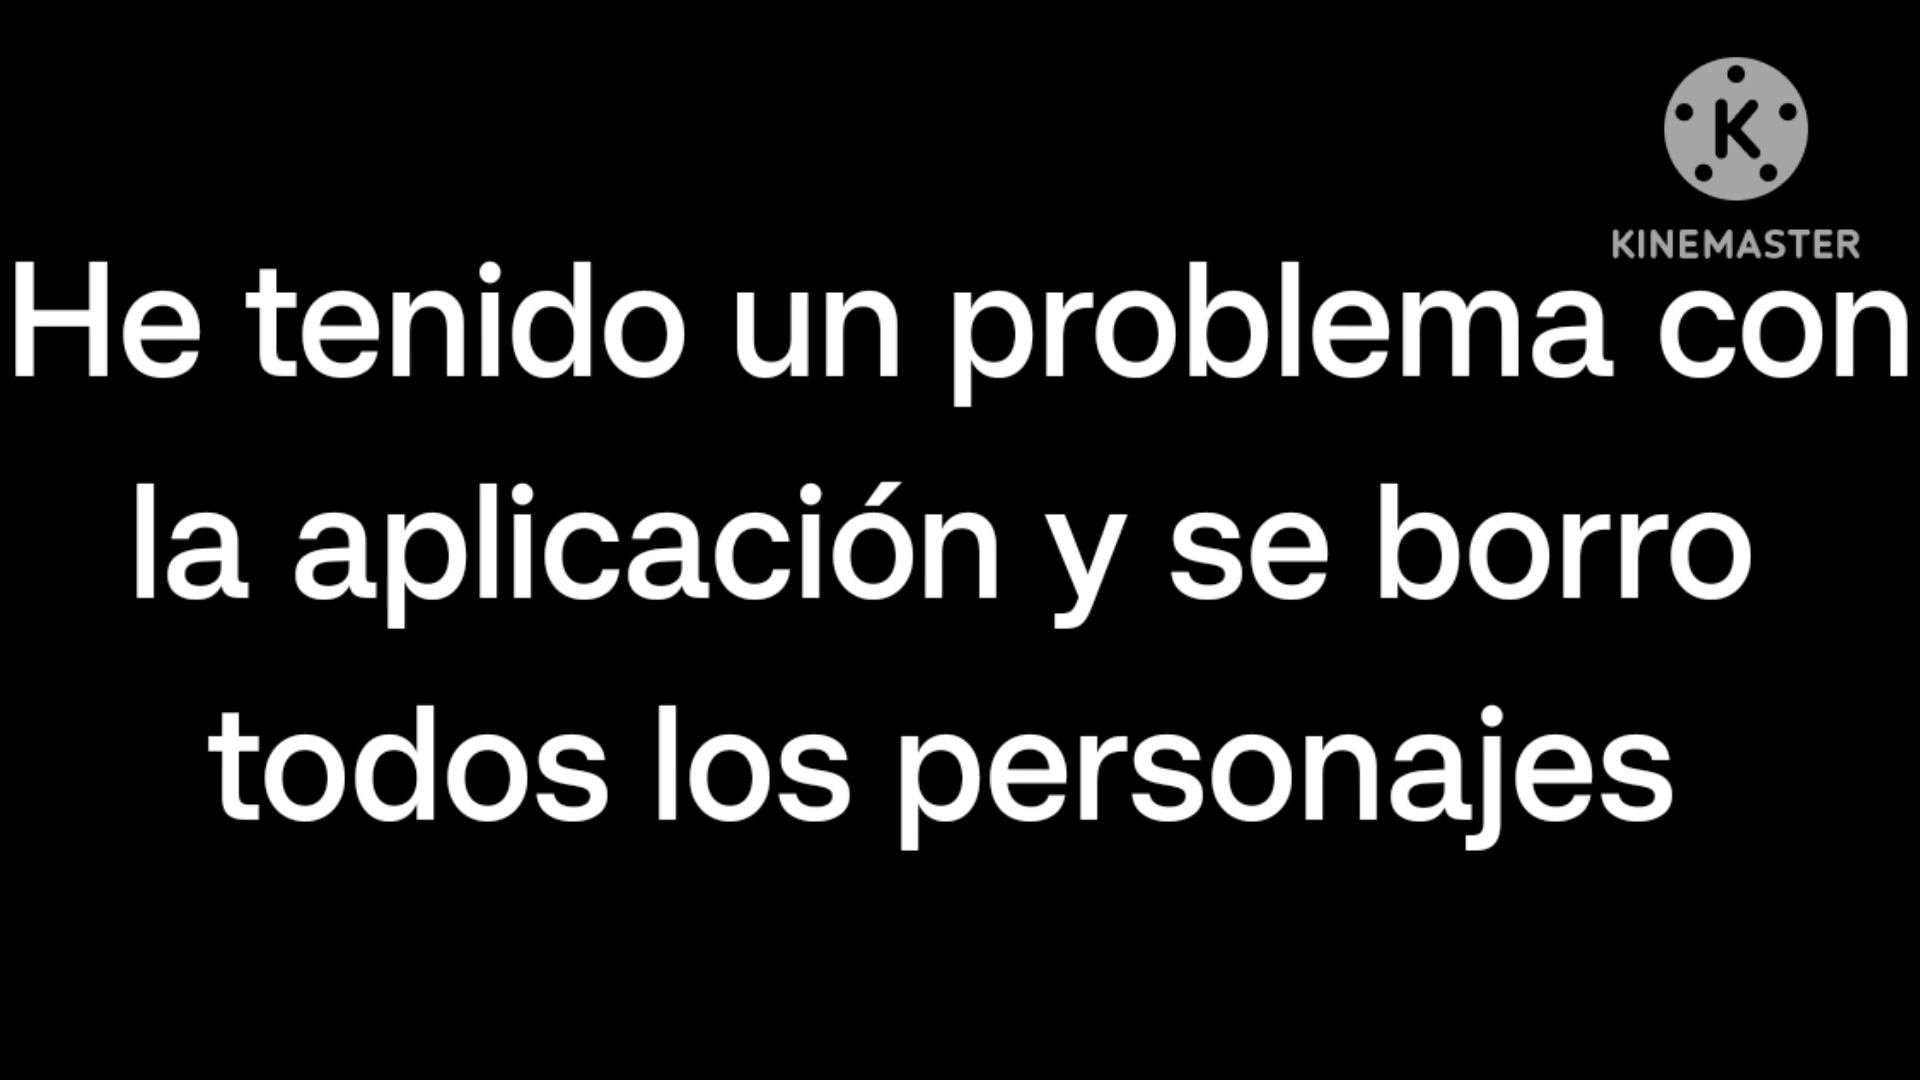 K
KINEMASTER
He tenido un problema con
la aplicación y se borro
todos los personajes